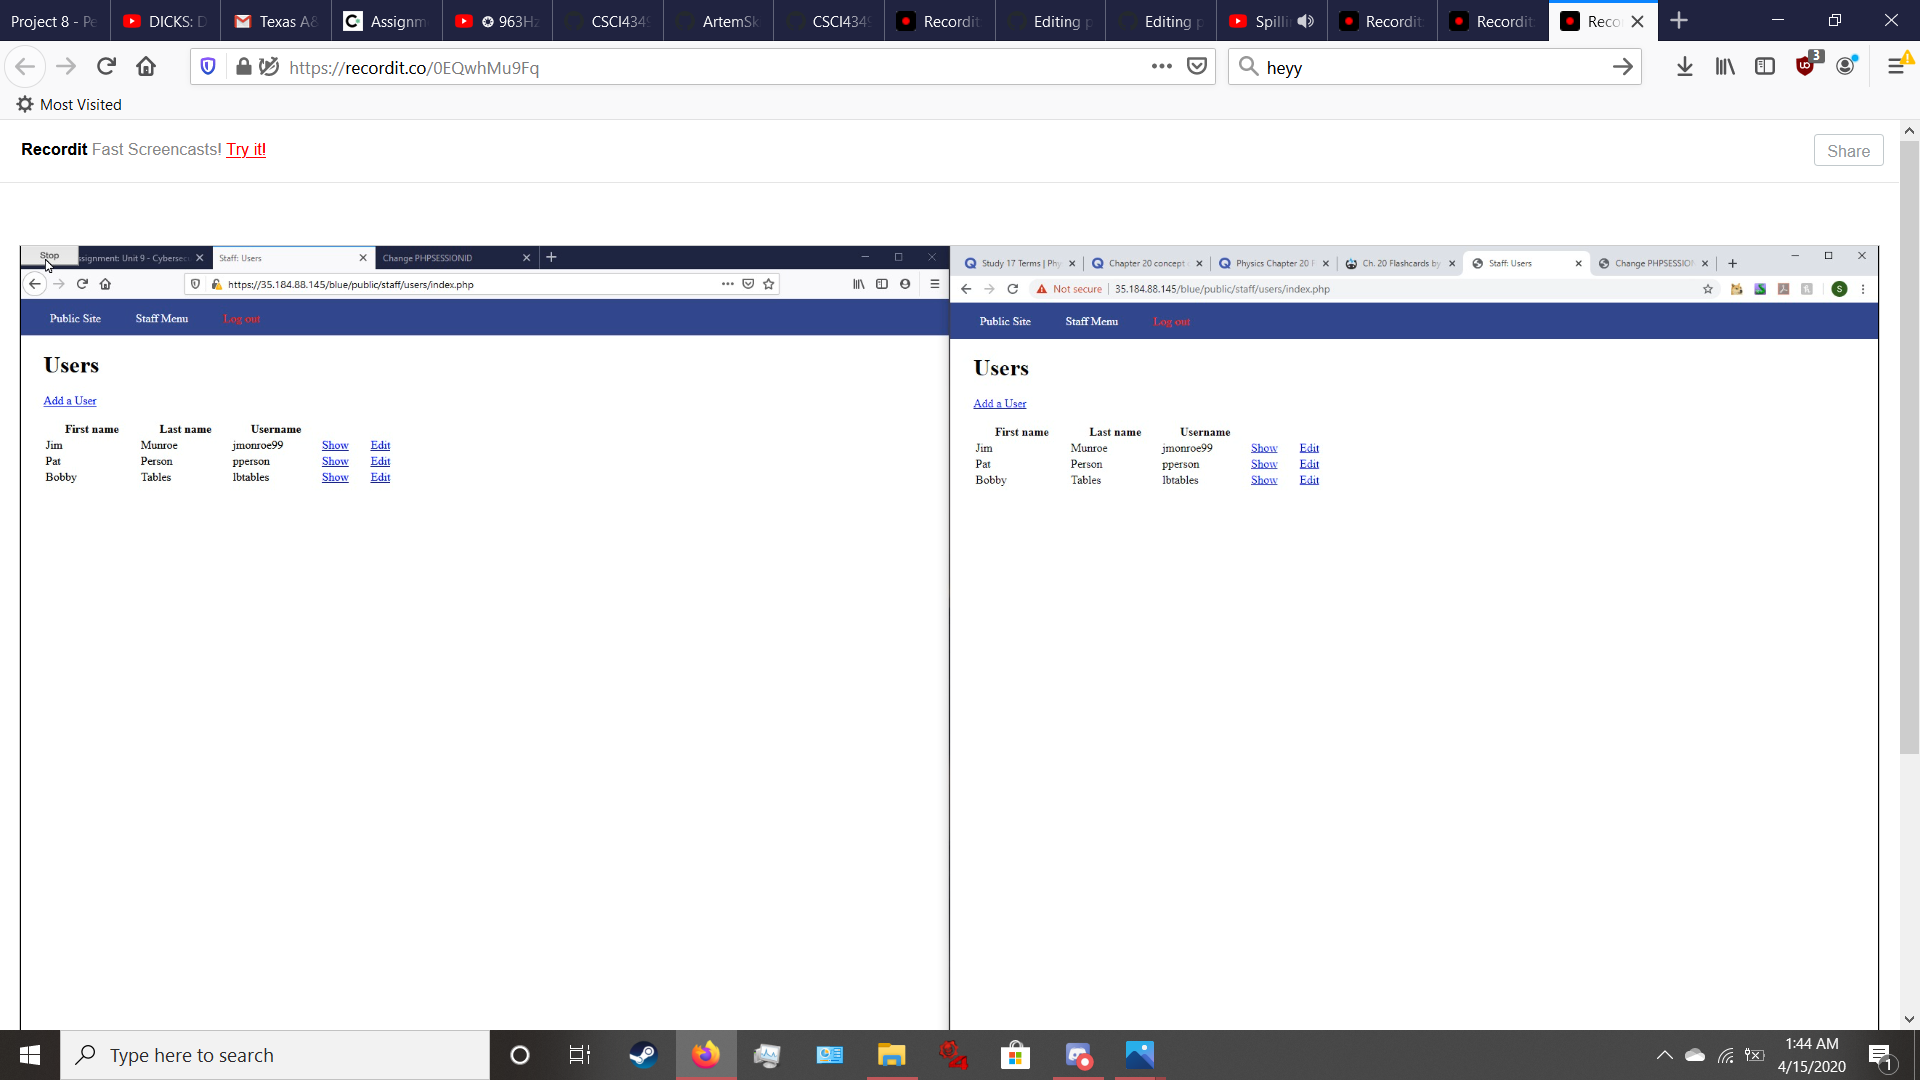 Project 8 - Pe DICKS: D Texas A& Assignm ✪ 963Hz CSCI4349 ArtemSk CSCI4349 Recordit Editing p Editing p Spilli Recordit Recordit Reco
https://recordit.co/0EQwhMu9Fq heyy 3
Most Visited
Recordit Fast Screencasts! Try it! Share
Stop ssignment: Unit 9 - Cybersec Staff: Users Change PHPSESSIONID
https://35.184.88.145/blue/public/staff/users/index.php
Public Site Staff Menu Log out
Users
Add a User
First name Last name Username
Jim Munroe jmonroe99 Show Edit
Pat Person pperson Show Edit
Bobby Tables lbtables Show Edit
Study 17 Terms | Phy Chapter 20 concept Physics Chapter 20 F Ch. 20 Flashcards by Staff: Users Change PHPSESSION
Not secure 35.184.88.145/blue/public/staff/users/index.php S
Public Site Staff Menu Log out
Users
Add a User
First name Last name Username
Jim Munroe jmonroe99 Show Edit
Pat Person pperson Show Edit
Bobby Tables lbtables Show Edit
Type here to search
1:44 AM
4/15/2020
1